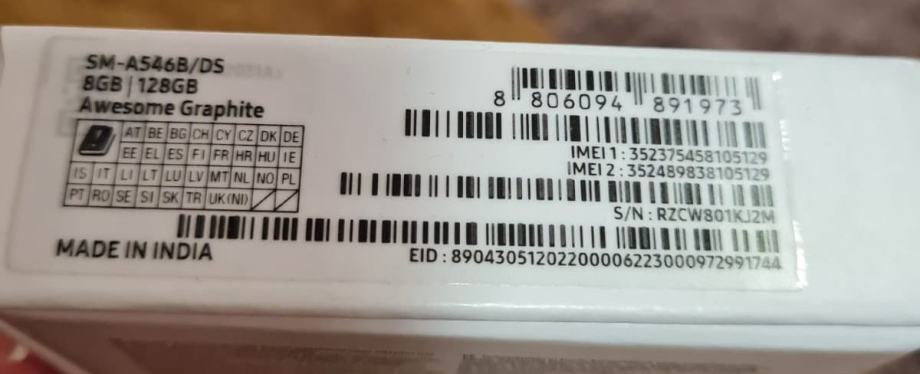 SM-A546B/DS
8GB | 128GB
Awesome Graphite
AT BE BG CH CY CZ DK DE
EE EL ES FI FR HR HU IE
IS IT LI LT LU LV MT NL NO PL
PT RO SE SI SK TR UK(NI)
MADE IN INDIA
8 806094 891973
IMEI 1 : 352375458105129
IMEI 2 : 352489838105129
S/N : RZCW801KJ2M
EID : 89043051202200006223000972991744